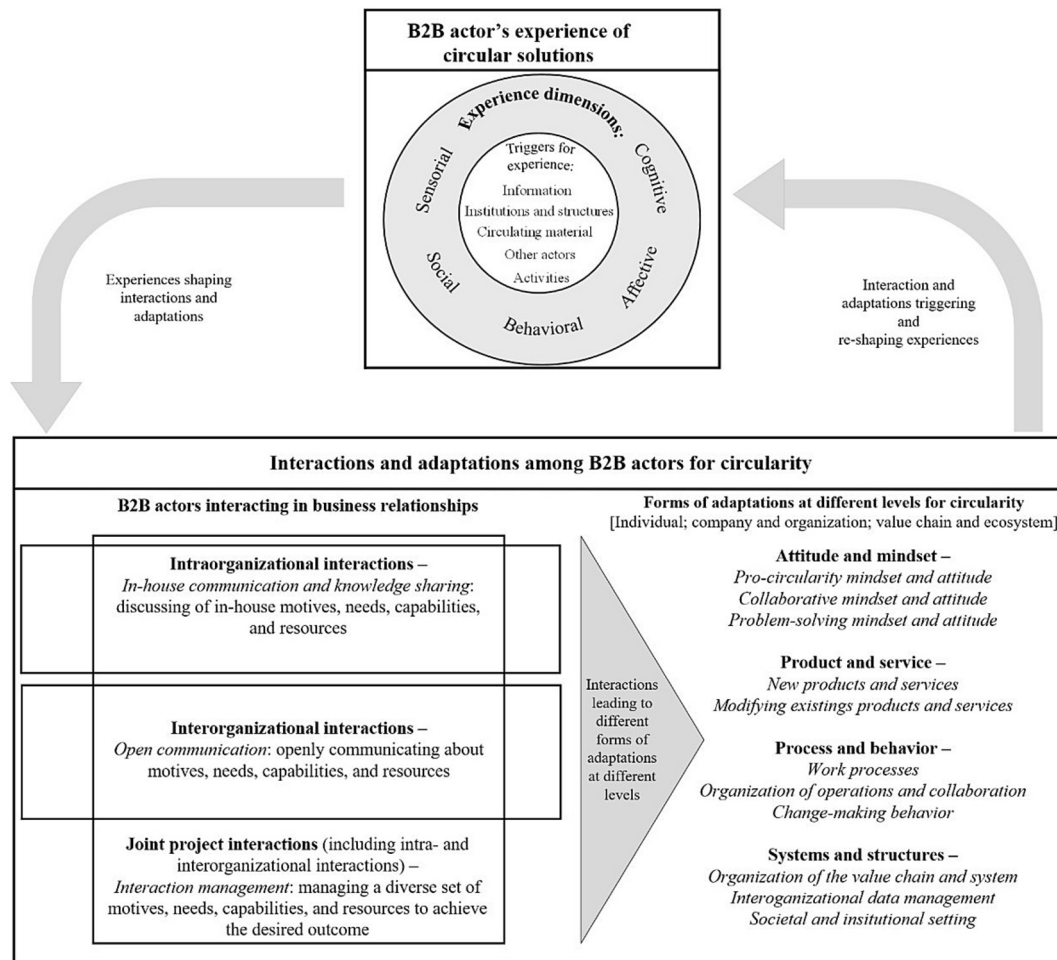 B2B actor's experience of
circular solutions
Experience dimensions:
Sensorial
Cognitive
Social
Affective
Behavioral
Triggers for
experience:
Information
Institutions and structures
Circulating material
Other actors
Activities
Experiences shaping
interactions and
adaptations
Interaction and
adaptations triggering
and
re-shaping experiences
Interactions and adaptations among B2B actors for circularity
B2B actors interacting in business relationships
Intraorganizational interactions –
In-house communication and knowledge sharing:
discussing of in-house motives, needs, capabilities,
and resources
Interorganizational interactions –
Open communication: openly communicating about
motives, needs, capabilities, and resources
Joint project interactions (including intra- and
interorganizational interactions) –
Interaction management: managing a diverse set of
motives, needs, capabilities, and resources to achieve
the desired outcome
Interactions
leading to
different
forms of
adaptations
at different
levels
Forms of adaptations at different levels for circularity
[Individual; company and organization; value chain and ecosystem]
Attitude and mindset –
Pro-circularity mindset and attitude
Collaborative mindset and attitude
Problem-solving mindset and attitude
Product and service –
New products and services
Modifying existings products and services
Process and behavior –
Work processes
Organization of operations and collaboration
Change-making behavior
Systems and structures –
Organization of the value chain and system
Interoganizational data management
Societal and insitutional setting